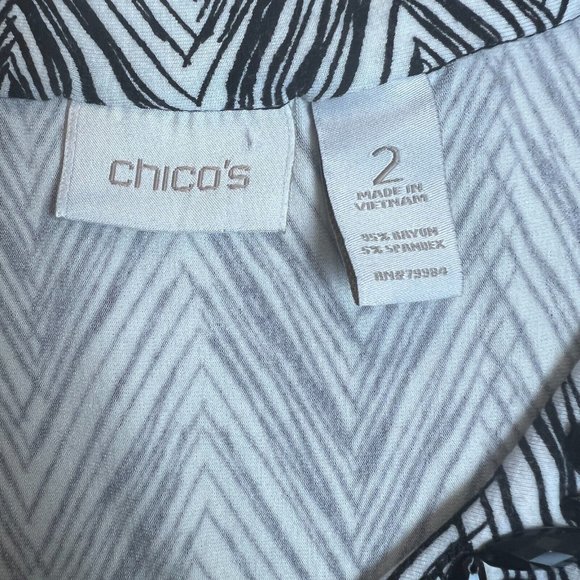 chico's
2
MADE IN
VIETNAM
95% RAYON
5% SPANDEX
RN#79984